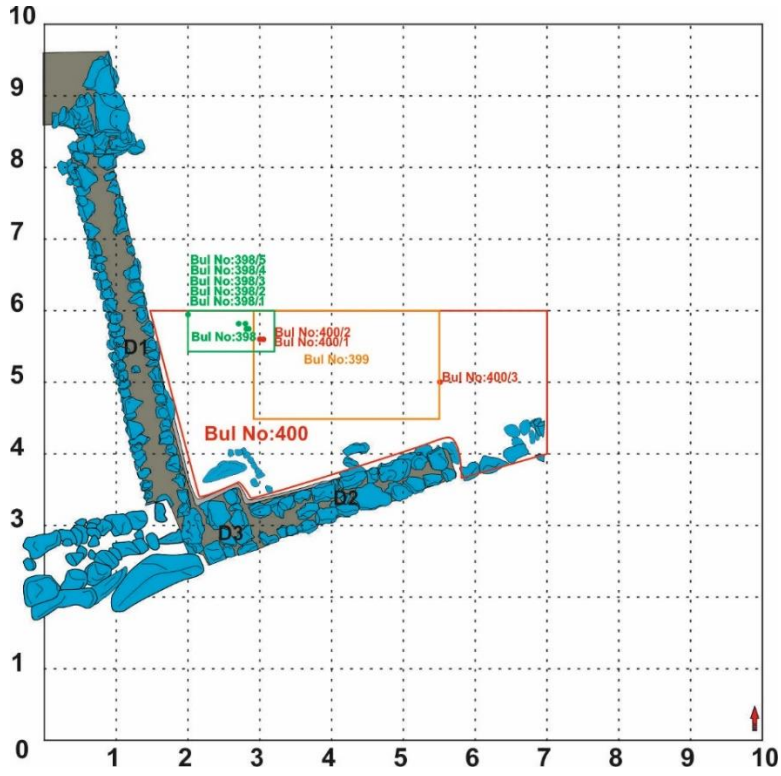 10
9
8
7
6
5
4
3
2
1
0
Bul No:398/5
Bul No:398/4
Bul No:398/3
Bul No:398/2
Bul No:398/1
Bul No:398
Bul No:400/2
Bul No:400/1
Bul No:399
D1
Bul No:400/3
Bul No:400
D2
D3
1 2 3 4 5 6 7 8 9 10